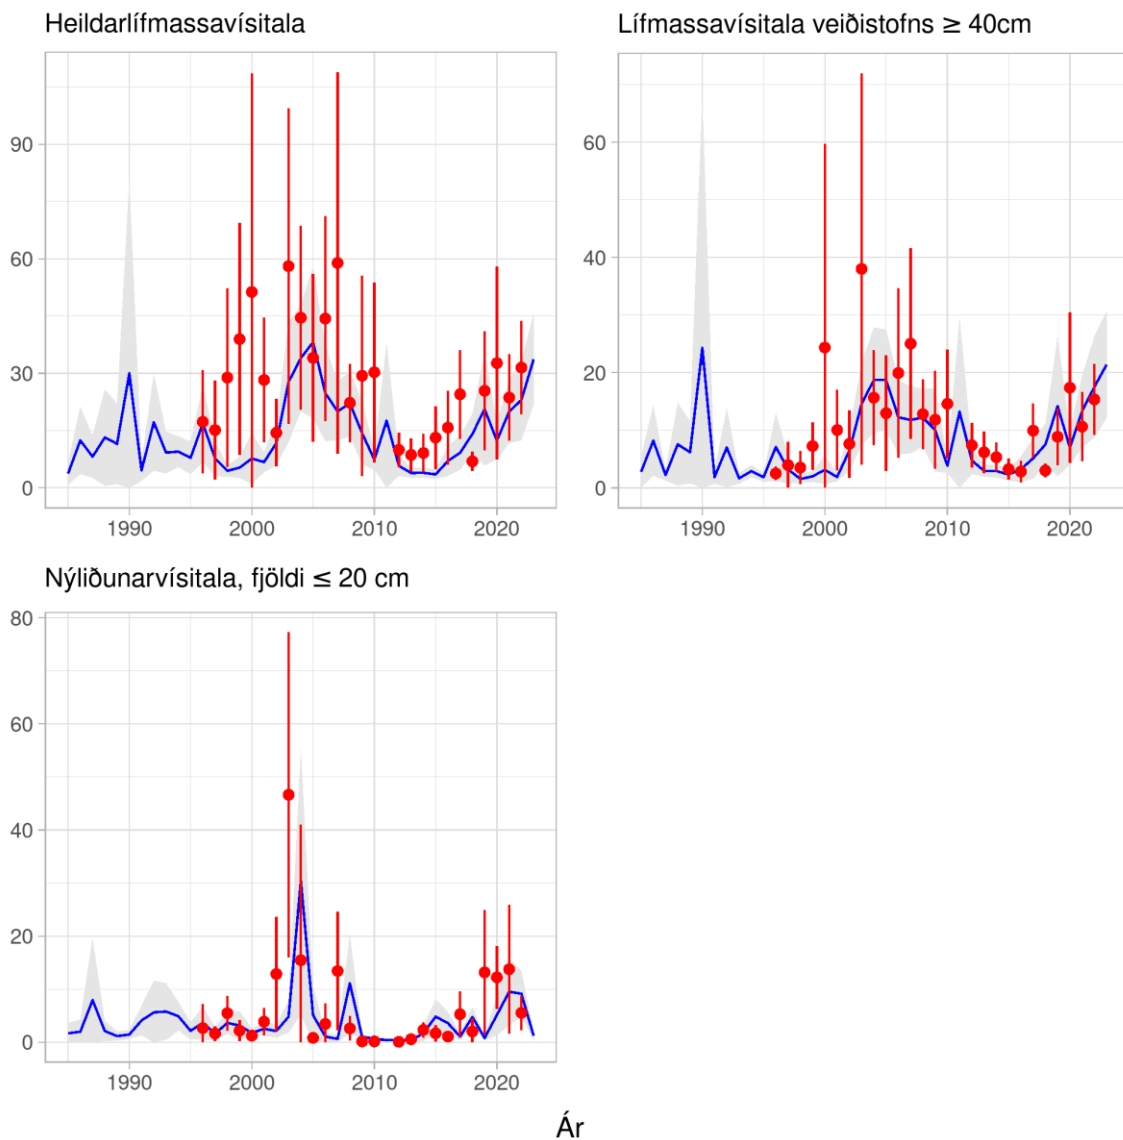 Heildarlífmassavísitala
Lífmassavísitala veiðistofns ≥ 40cm
90
60
30
0
1990 2000 2010 2020
60
40
20
0
1990 2000 2010 2020
Nýliðunarvísitala, fjöldi ≤ 20 cm
80
60
40
20
0
1990 2000 2010 2020
Ár